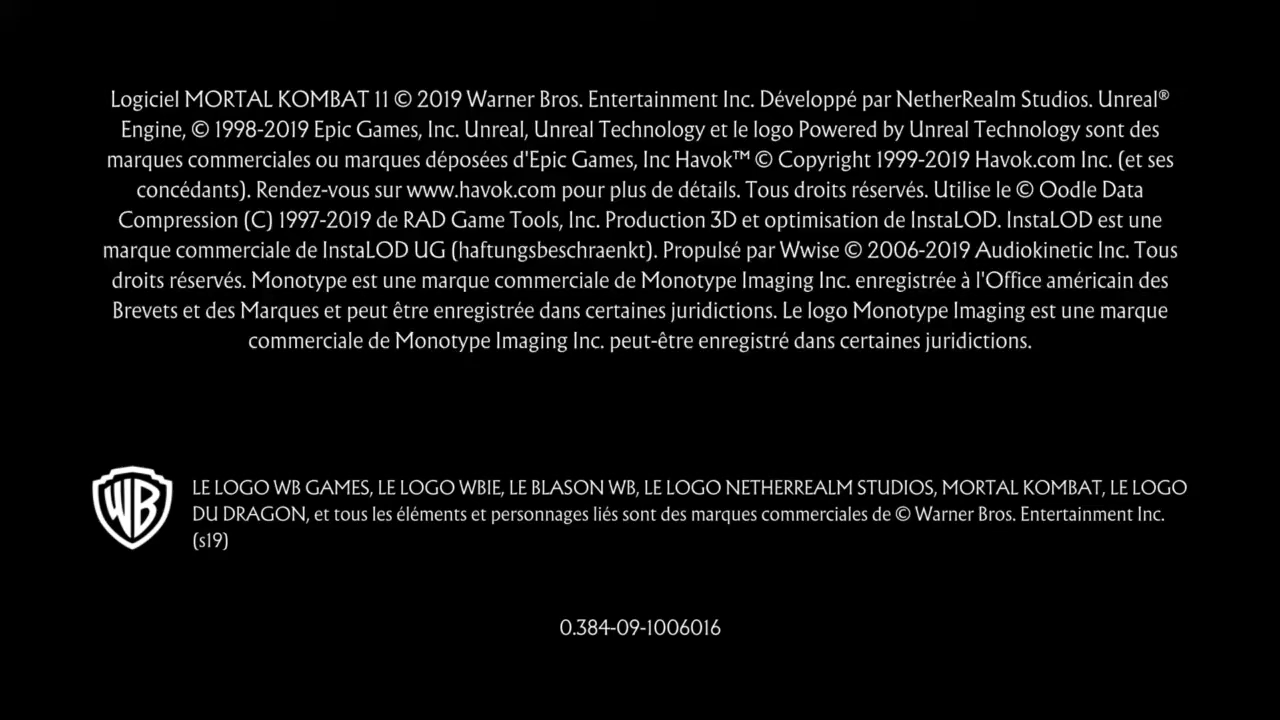 Logiciel MORTAL KOMBAT 11 © 2019 Warner Bros. Entertainment Inc. Développé par NetherRealm Studios. Unreal®
Engine, © 1998-2019 Epic Games, Inc. Unreal, Unreal Technology et le logo Powered by Unreal Technology sont des
marques commerciales ou marques déposées d'Epic Games, Inc Havok™ © Copyright 1999-2019 Havok.com Inc. (et ses
concédants). Rendez-vous sur www.havok.com pour plus de détails. Tous droits réservés. Utilise le © Oodle Data
Compression (C) 1997-2019 de RAD Game Tools, Inc. Production 3D et optimisation de InstaLOD. InstaLOD est une
marque commerciale de InstaLOD UG (haftungsbeschraenkt). Propulsé par Wwise © 2006-2019 Audiokinetic Inc. Tous
droits réservés. Monotype est une marque commerciale de Monotype Imaging Inc. enregistrée à l'Office américain des
Brevets et des Marques et peut être enregistrée dans certaines juridictions. Le logo Monotype Imaging est une marque
commerciale de Monotype Imaging Inc. peut-être enregistré dans certaines juridictions.
WB
LE LOGO WB GAMES, LE LOGO WBIE, LE BLASON WB, LE LOGO NETHERREALM STUDIOS, MORTAL KOMBAT, LE LOGO
DU DRAGON, et tous les éléments et personnages liés sont des marques commerciales de © Warner Bros. Entertainment Inc.
(s19)
0.384-09-1006016